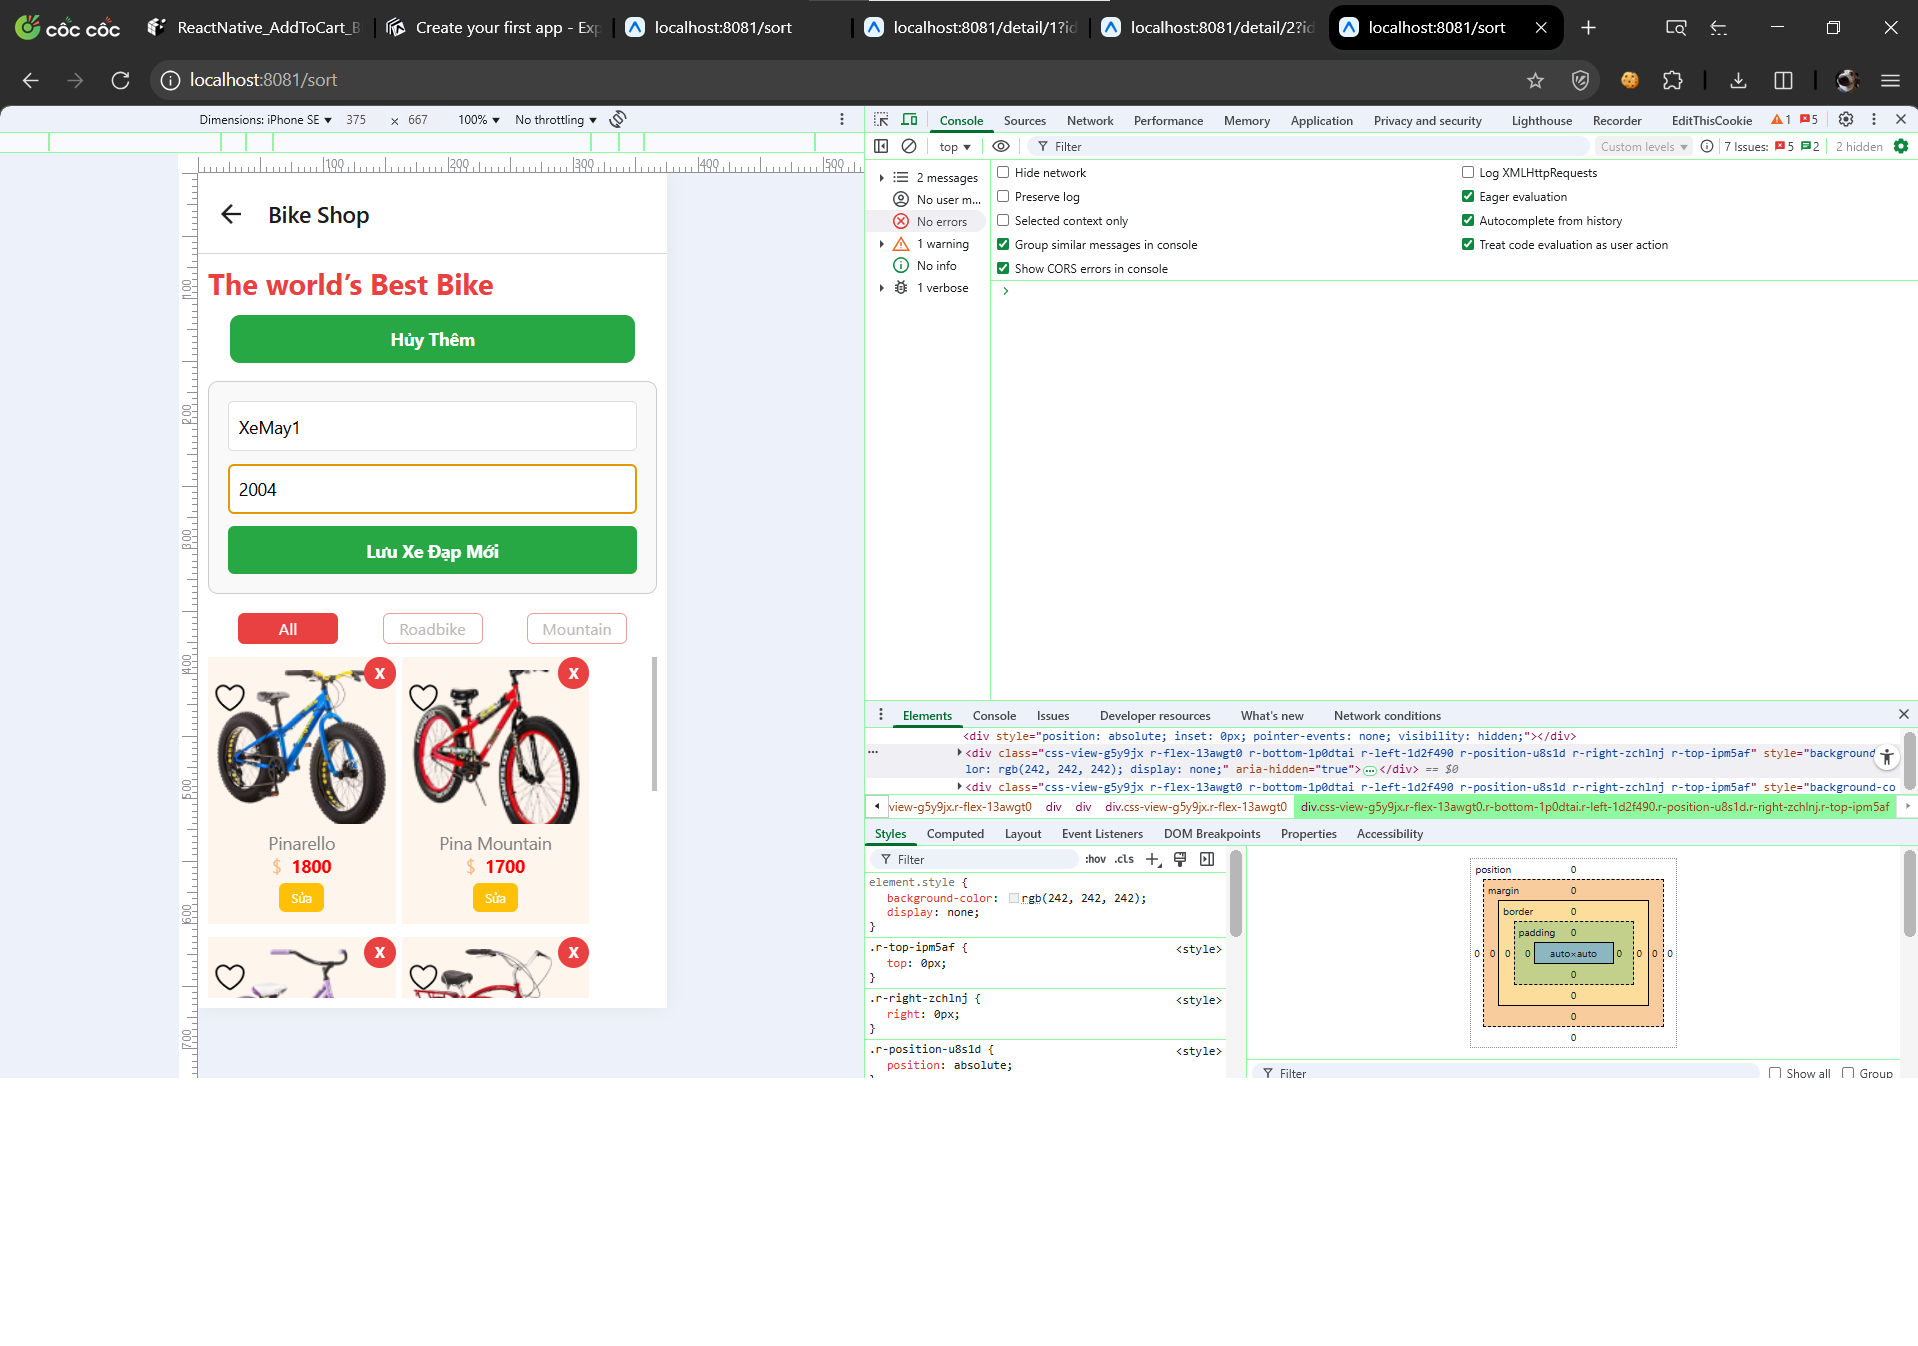 cốc cốc
ReactNative_AddToCart_B
Create your first app - Exp
localhost:8081/sort
localhost:8081/detail/1?id
localhost:8081/detail/2?id
localhost:8081/sort
localhost:8081/sort
Dimensions: iPhone SE ▼ 375 × 667 100% ▼ No throttling ▼
100 200 300 400 500
100
200
300
400
500
600
700
Bike Shop
The world’s Best Bike
Hủy Thêm
XeMay1
2004
Lưu Xe Đạp Mới
All Roadbike Mountain
X X
Pinarello Pina Mountain
$ 1800 $ 1700
Sửa Sửa
X X
Console Sources Network Performance Memory Application Privacy and security Lighthouse Recorder EditThisCookie 1 5
top ▼ Filter Custom levels ▼ 7 Issues: 5 2 2 hidden
2 messages
No user m...
No errors
1 warning
No info
1 verbose
Hide network Log XMLHttpRequests
Preserve log Eager evaluation
Selected context only Autocomplete from history
Group similar messages in console Treat code evaluation as user action
Show CORS errors in console
Elements Console Issues Developer resources What's new Network conditions
<div style="position: absolute; inset: 0px; pointer-events: none; visibility: hidden;"></div>
<div class="css-view-g5y9jx r-flex-13awgt0 r-bottom-1p0dtai r-left-1d2f490 r-position-u8s1d r-right-zchlnj r-top-ipm5af" style="background
lor: rgb(242, 242, 242); display: none;" aria-hidden="true">…</div> == $0
<div class="css-view-g5y9jx r-flex-13awgt0 r-bottom-1p0dtai r-left-1d2f490 r-position-u8s1d r-right-zchlnj r-top-ipm5af" style="background-co
view-g5y9jx.r-flex-13awgt0 div div div.css-view-g5y9jx.r-flex-13awgt0 div.css-view-g5y9jx.r-flex-13awgt0.r-bottom-1p0dtai.r-left-1d2f490.r-position-u8s1d.r-right-zchlnj.r-top-ipm5af
Styles Computed Layout Event Listeners DOM Breakpoints Properties Accessibility
Filter :hov .cls
element.style {
background-color: rgb(242, 242, 242);
display: none;
}
.r-top-ipm5af { <style>
top: 0px;
}
.r-right-zchlnj { <style>
right: 0px;
}
.r-position-u8s1d { <style>
position: absolute;
position 0
margin 0
border 0
padding 0
0 0 0 0 auto×auto 0 0 0 0
0
0
0
0
Filter Show all Group